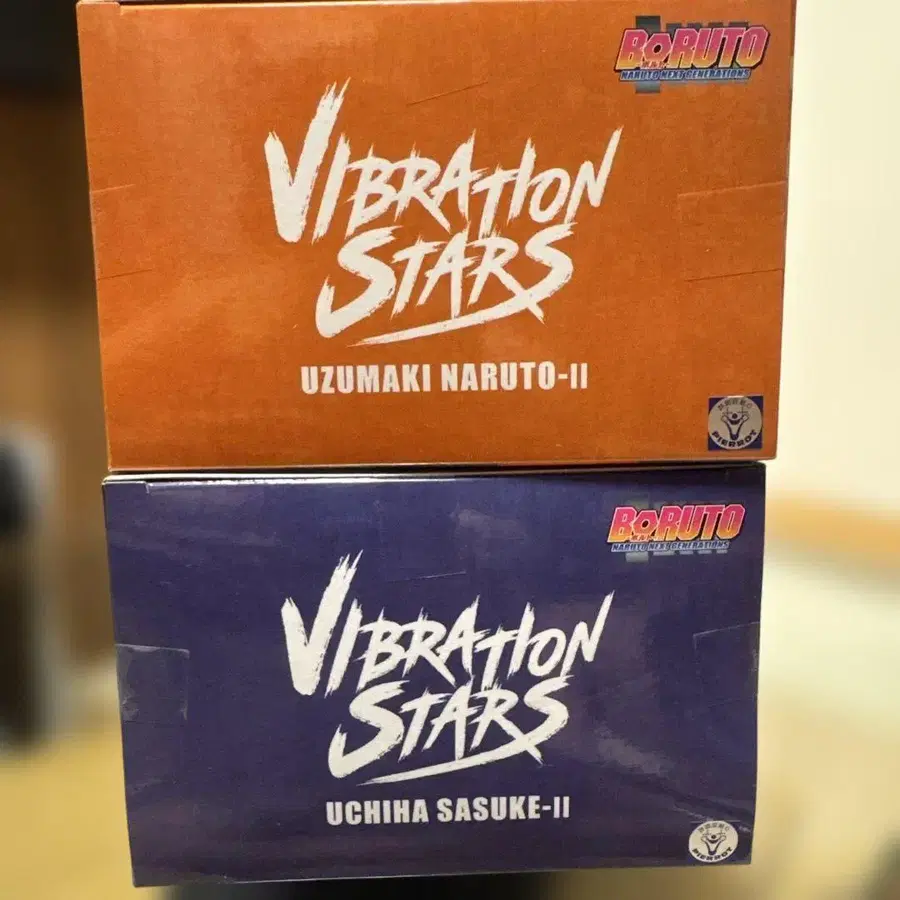 BORUTO
NARUTO NEXT GENERATIONS
VIBRATION
STARS
UZUMAKI NARUTO-II
PIERROT
BORUTO
NARUTO NEXT GENERATIONS
VIBRATION
STARS
UCHIHA SASUKE-II
PIERROT